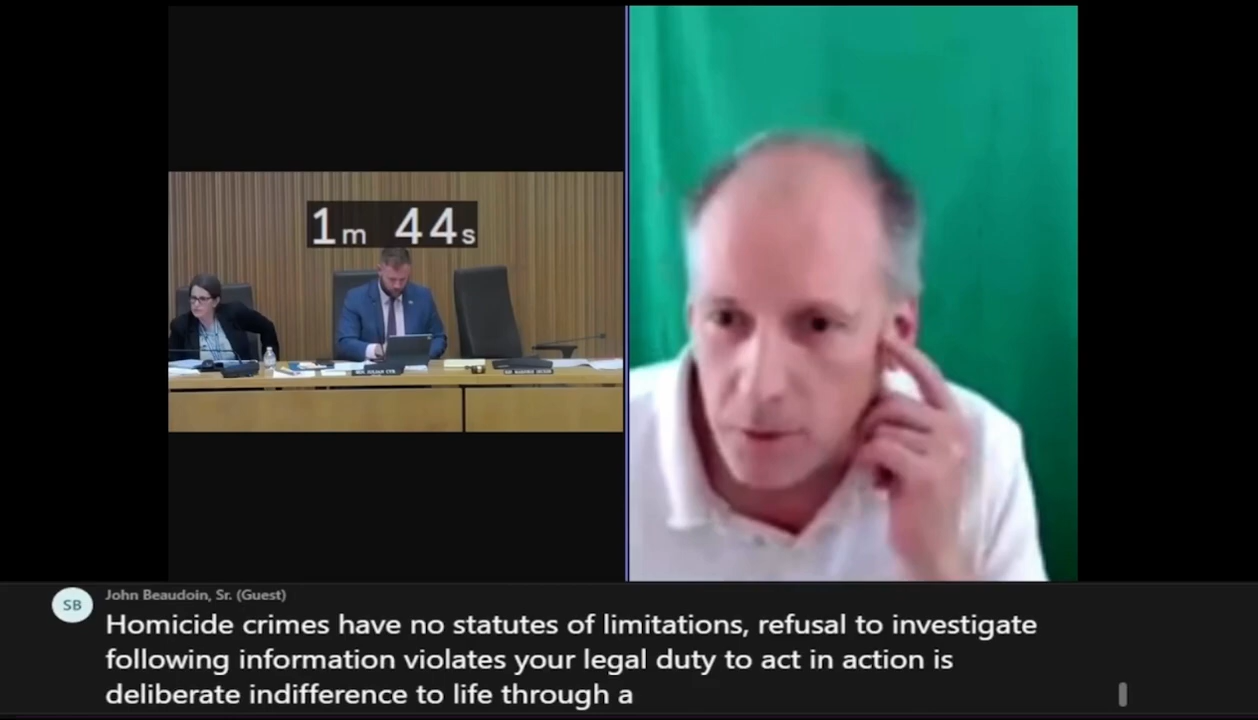 1m 44s
SB
John Beaudoin, Sr. (Guest)
Homicide crimes have no statutes of limitations, refusal to investigate
following information violates your legal duty to act in action is
deliberate indifference to life through a